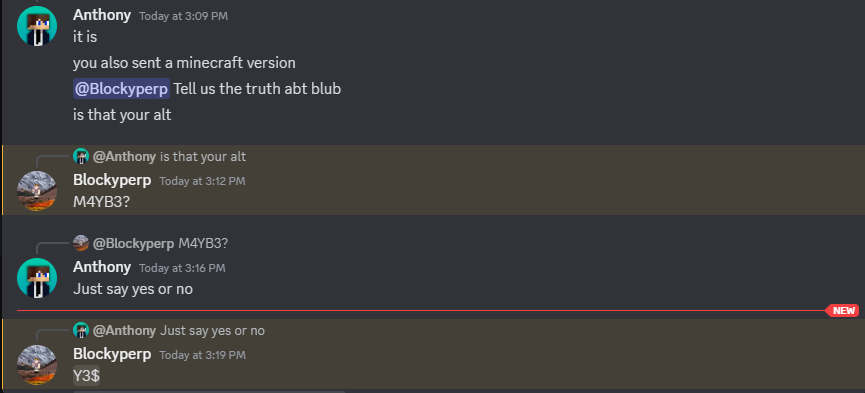 Anthony Today at 3:09 PM
it is
you also sent a minecraft version
@Blockyperp Tell us the truth abt blub
is that your alt
@Anthony is that your alt
Blockyperp Today at 3:12 PM
M4YB3?
@Blockyperp M4YB3?
Anthony Today at 3:16 PM
Just say yes or no
NEW
@Anthony Just say yes or no
Blockyperp Today at 3:19 PM
Y3$